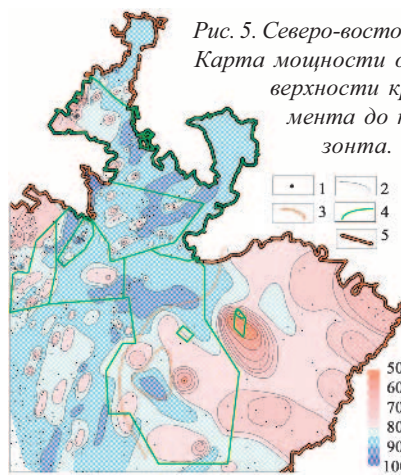 Рис. 5. Северо-восто
Карта мощности о
верхности кр
мента до
зонта.
1 2
3 4
5
50
60
70
80
90